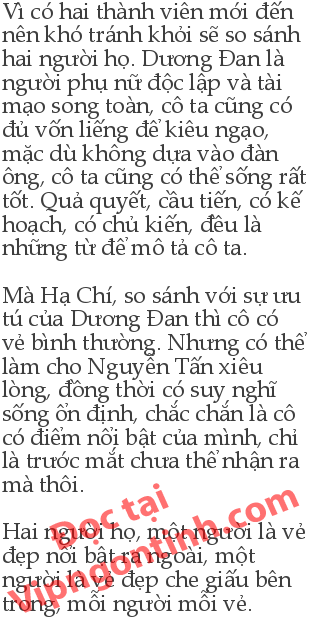 Vì có hai thành viên mới đến
nên khó tránh khỏi sẽ so sánh
hai người họ. Dương Đan là
người phụ nữ độc lập và tài
mạo song toàn, cô ta cũng có
đủ vốn liếng để kiêu ngạo,
mặc dù không dựa vào đàn
ông, cô ta cũng có thể sống rất
tốt. Quả quyết, cầu tiến, có kế
hoạch, có chủ kiến, đều là
những từ để mô tả cô ta.
Mà Hạ Chí, so sánh với sự ưu
tú của Dương Đan thì cô có
vẻ bình thường. Nhưng có thể
làm cho Nguyễn Tấn xiêu
lòng, đồng thời có suy nghĩ
sống ổn định, chắc chắn là cô
có điểm nổi bật của mình, chỉ
là trước mắt chưa thể nhận ra
mà thôi.
Hai người họ, một người là vẻ
đẹp nổi bật ra ngoài, một
người là vẻ đẹp che giấu bên
trong, mỗi người mỗi vẻ.
Đọc tại
Vipngontinh.com